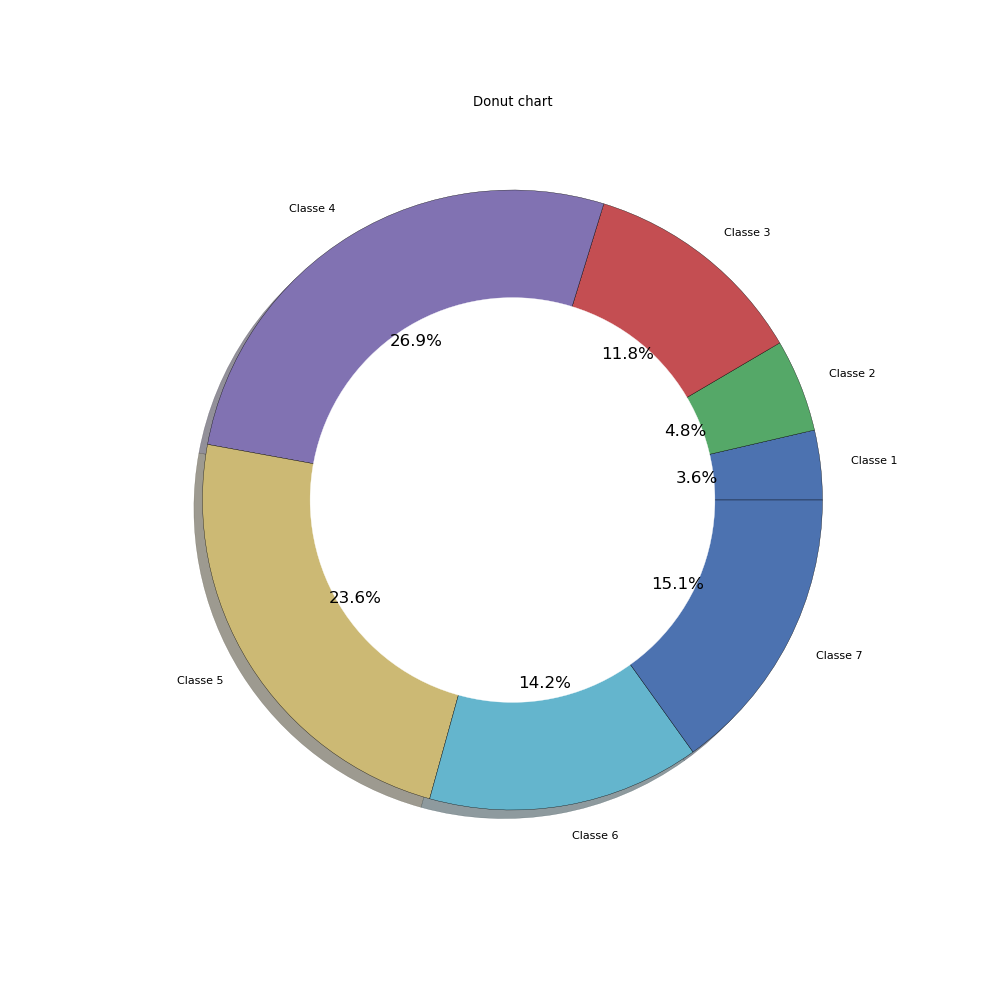 Donut chart
Classe 4
Classe 3
26.9%
11.8%
Classe 2
4.8%
Classe 1
3.6%
15.1%
23.6%
Classe 7
Classe 5
14.2%
Classe 6